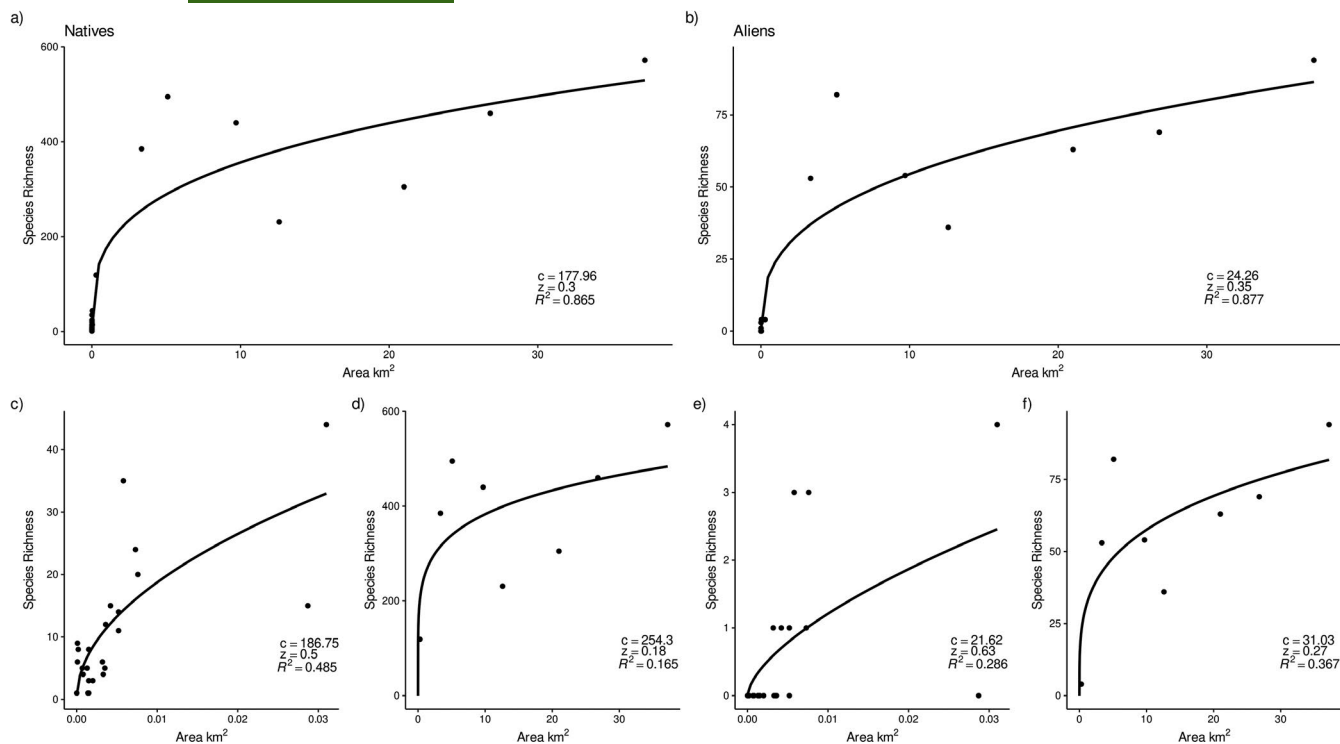 a)
Natives
600
400
200
0
Species Richness
0 10 20 30
Area km²
c = 177.96
z = 0.3
R² = 0.865
b)
Aliens
75
50
25
0
Species Richness
0 10 20 30
Area km²
c = 24.26
z = 0.35
R² = 0.877
c)
40
30
20
10
0
Species Richness
0.00 0.01 0.02 0.03
Area km²
c = 186.75
z = 0.5
R² = 0.485
d)
600
400
200
0
Species Richness
0 10 20 30
Area km²
c = 254.3
z = 0.18
R² = 0.165
e)
4
3
2
1
0
Species Richness
0.00 0.01 0.02 0.03
Area km²
c = 21.62
z = 0.63
R² = 0.286
f)
75
50
25
0
Species Richness
0 10 20 30
Area km²
c = 31.03
z = 0.27
R² = 0.367